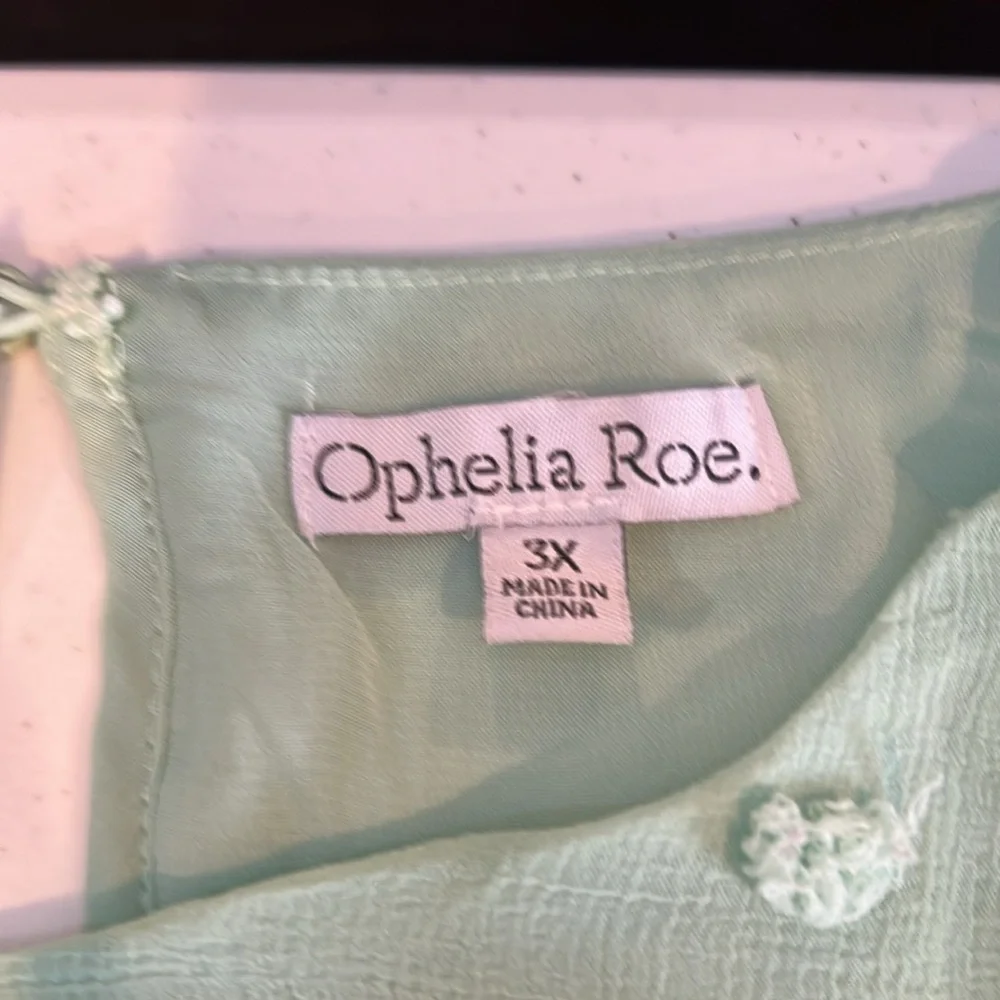 Ophelia Roe.
3X
MADE IN
CHINA